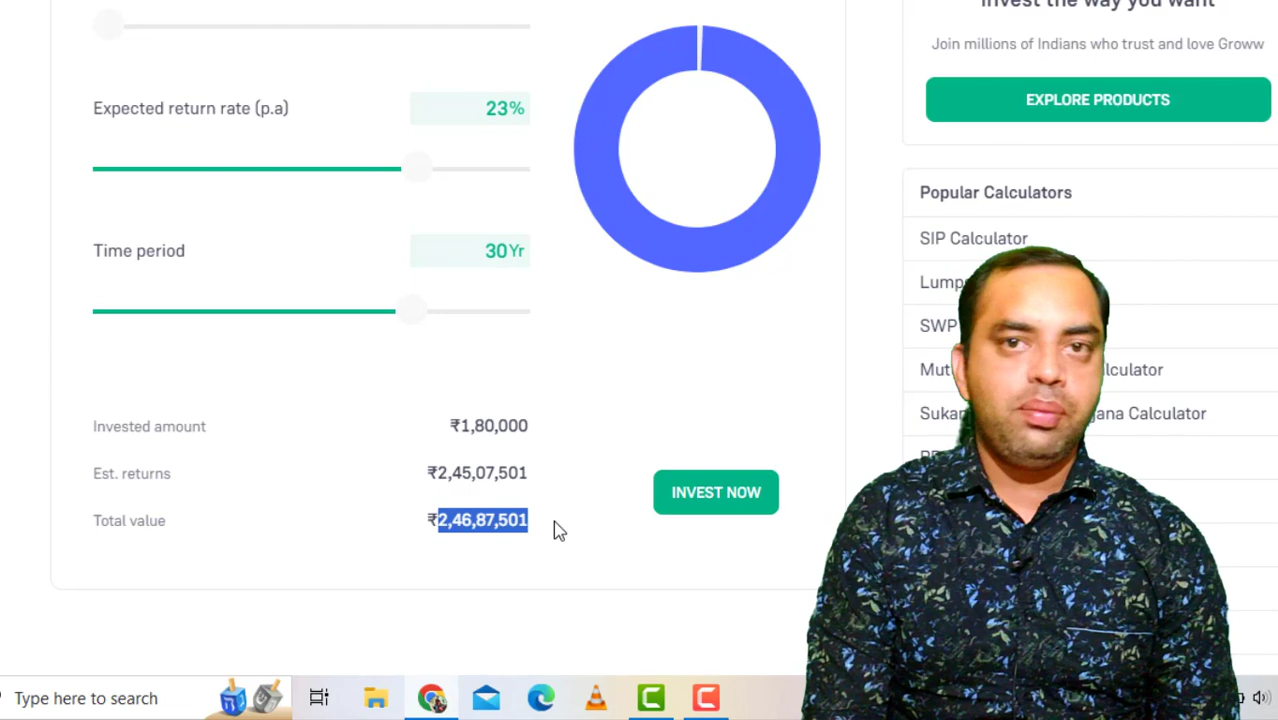 Invest the way you want
Join millions of Indians who trust and love Groww
EXPLORE PRODUCTS
Expected return rate (p.a)
23%
Time period
30Yr
Invested amount
₹1,80,000
Est. returns
₹2,45,07,501
Total value
₹2,46,87,501
INVEST NOW
Popular Calculators
SIP Calculator
Lump
SWP
Mut lculator
Sukan jana Calculator
Type here to search